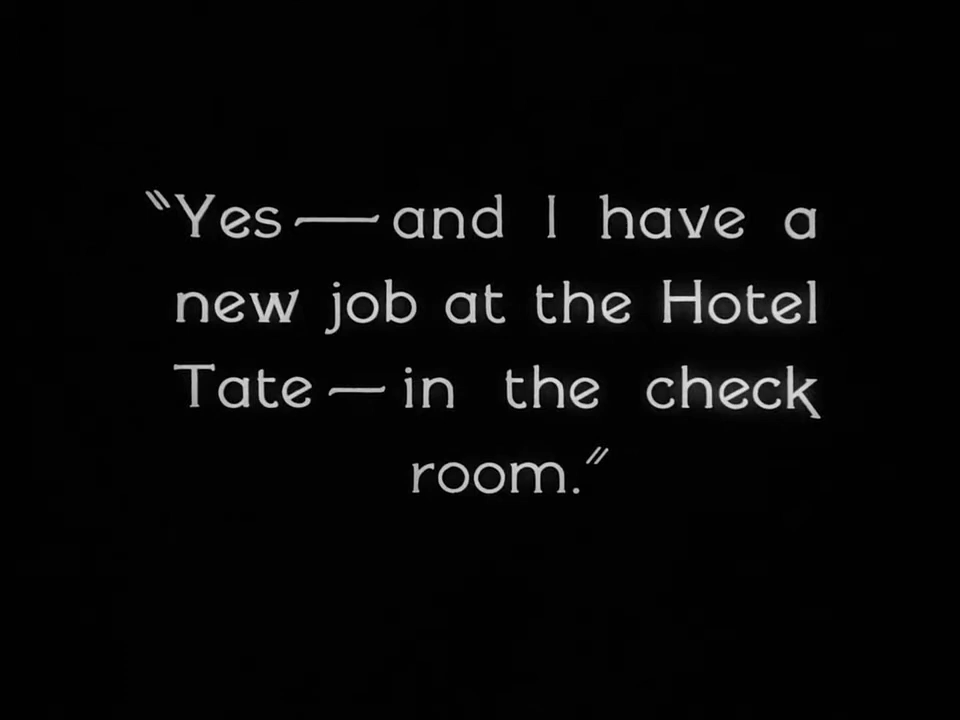 "Yes—and I have a
new job at the Hotel
Tate—in the check
room."